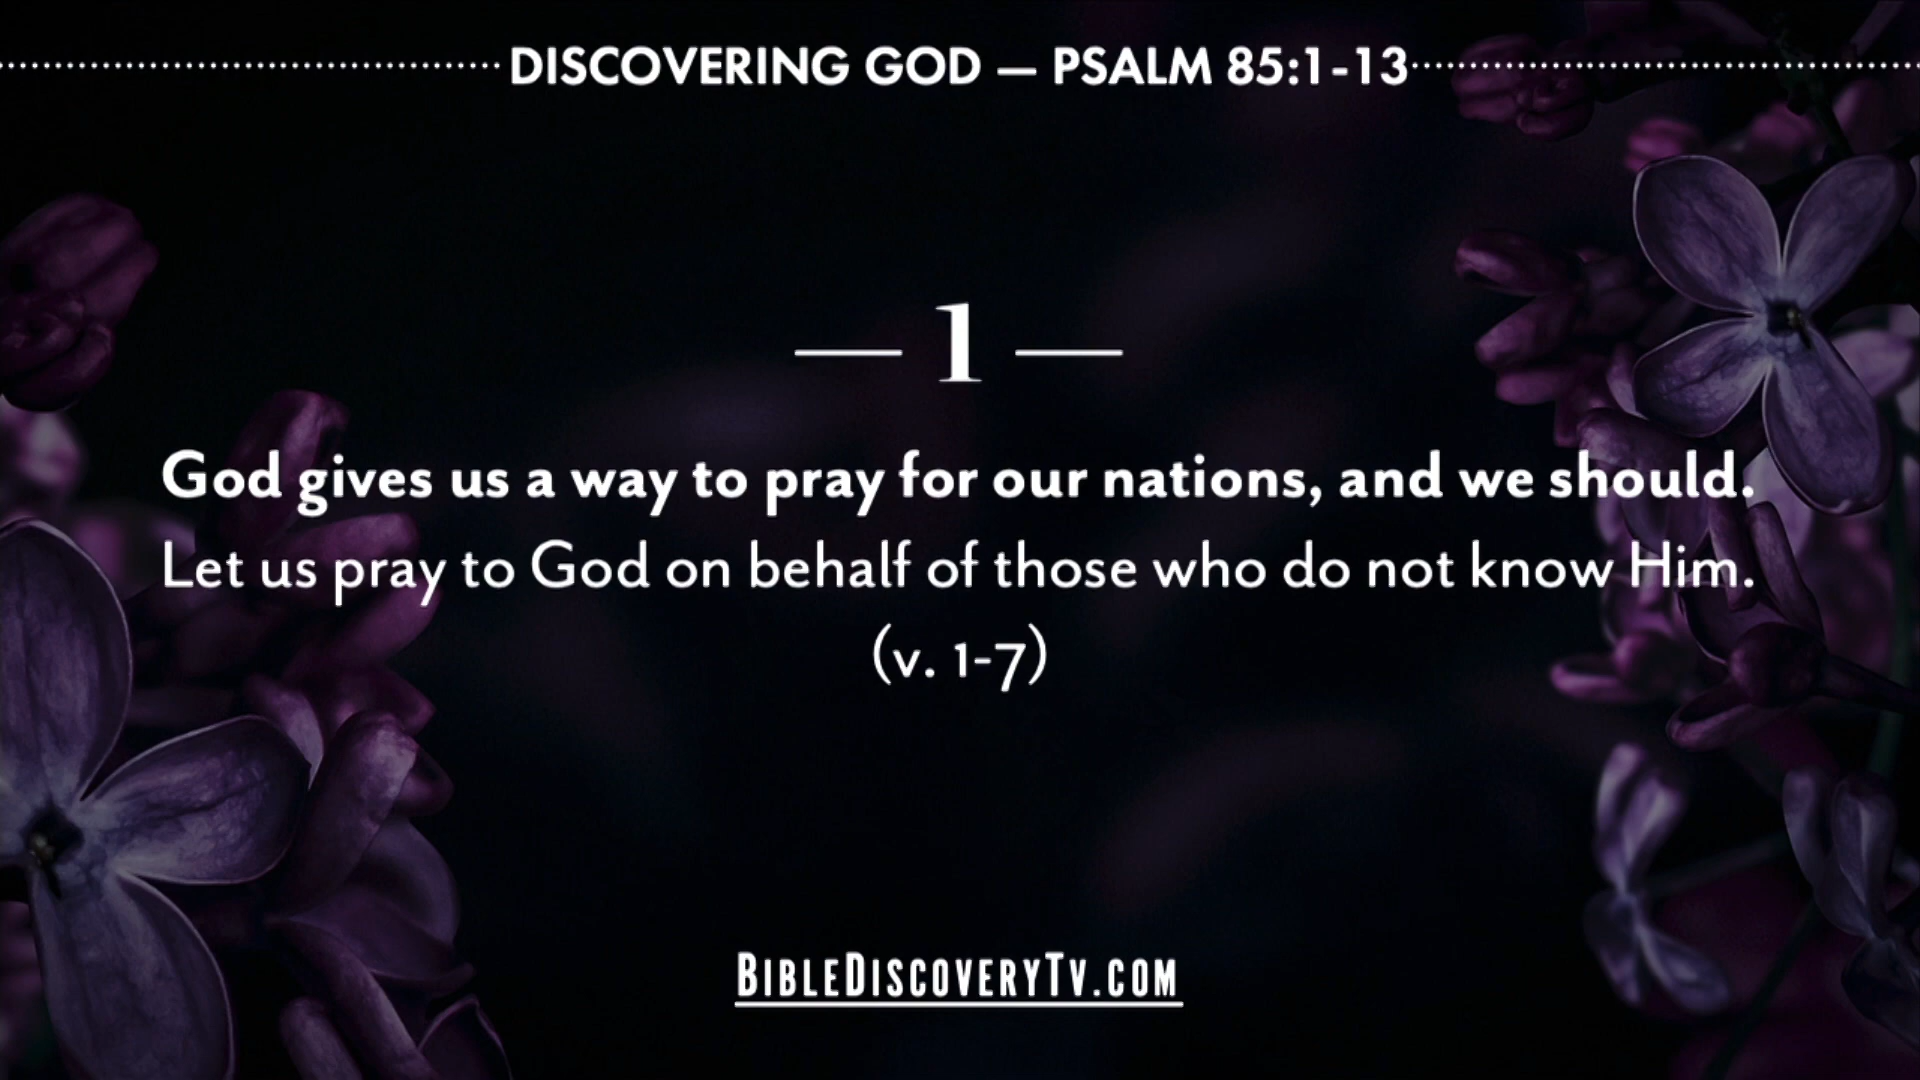 DISCOVERING GOD — PSALM 85:1-13
— 1 —
God gives us a way to pray for our nations, and we should.
Let us pray to God on behalf of those who do not know Him.
(v. 1-7)
BIBLEDISCOVERYTV.COM